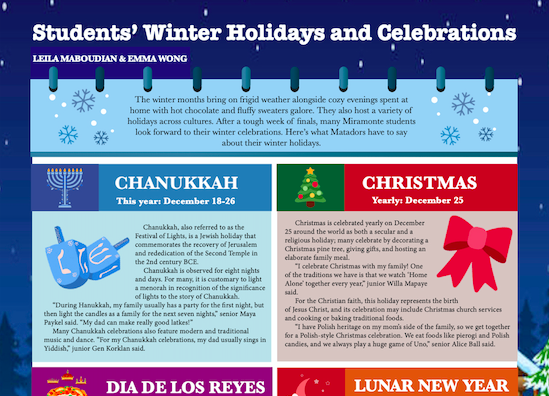 Students' Winter Holidays and Celebrations
LEILA MABOUDIAN & EMMA WONG
The winter months bring on frigid weather alongside cozy evenings spent at
home with hot chocolate and fluffy sweaters galore. They also host a variety of
holidays across cultures. After a tough week of finals, many Miramonte students
look forward to their winter celebrations. Here's what Matadors have to say
about their winter holidays.
CHANUKKAH
This year: December 18-26
Chanukkah, also referred to as the
Festival of Lights, is a Jewish holiday that
commemorates the recovery of Jerusalem
and rededication of the Second Temple in
the 2nd century BCE.
Chanukkah is observed for eight nights
and days. For many, it is customary to light
a menorah in recognition of the significance
of lights to the story of Chanukkah.
"During Hanukkah, my family usually has a party for the first night, but
then light the candles as a family for the next seven nights," senior Maya
Paykel said. "My dad can make really good latkes!"
Many Chanukkah celebrations also feature modern and traditional
music and dance. "For my Chanukkah celebrations, my dad usually sings in
Yiddish," junior Gen Korklan said.
CHRISTMAS
Yearly: December 25
Christmas is celebrated yearly on December
25 around the world as both a secular and a
religious holiday; many celebrate by decorating a
Christmas pine tree, giving gifts, and hosting an
elaborate family meal.
"I celebrate Christmas with my family! One
of the traditions we have is that we watch 'Home
Alone' together every year," junior Willa Mapaye
said.
For the Christian faith, this holiday represents the birth
of Jesus Christ, and its celebration may include Christmas church services
and cooking or baking traditional foods.
"I have Polish heritage on my mom's side of the family, so we get together
for a Polish-style Christmas celebration. We eat foods like pierogi and Polish
candies, and we always play a huge game of Uno," senior Alice Ball said.
DIA DE LOS REYES
LUNAR NEW YEAR